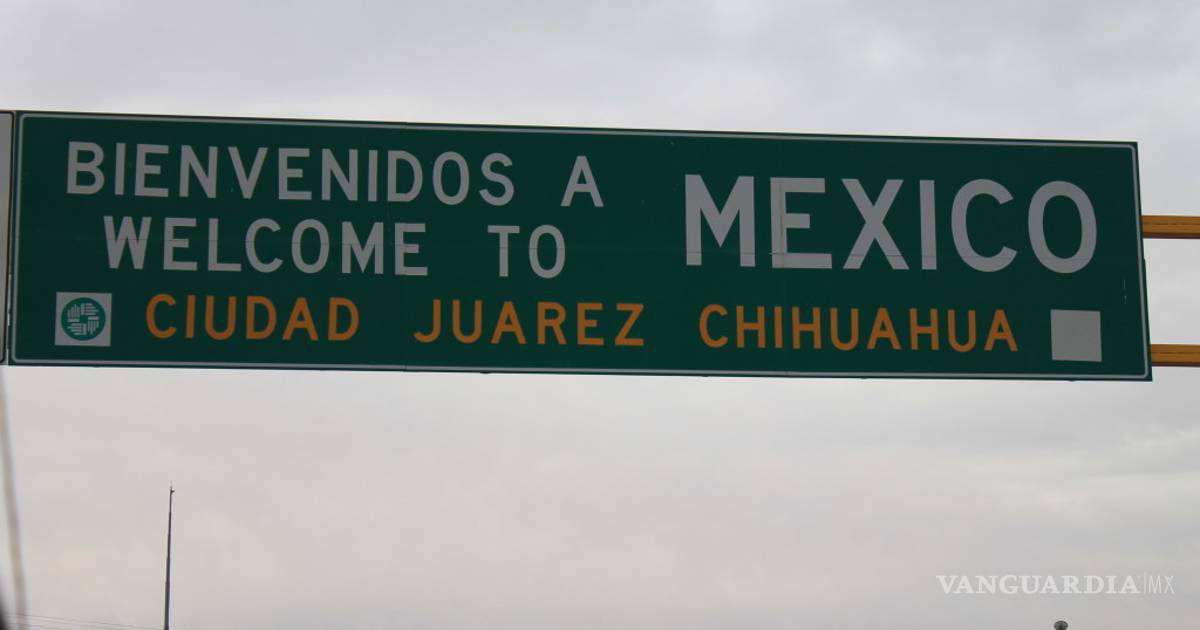 BIENVENIDOS A
WELCOME TO
MEXICO
CIUDAD JUAREZ CHIHUAHUA
VANGUARDIA|MX